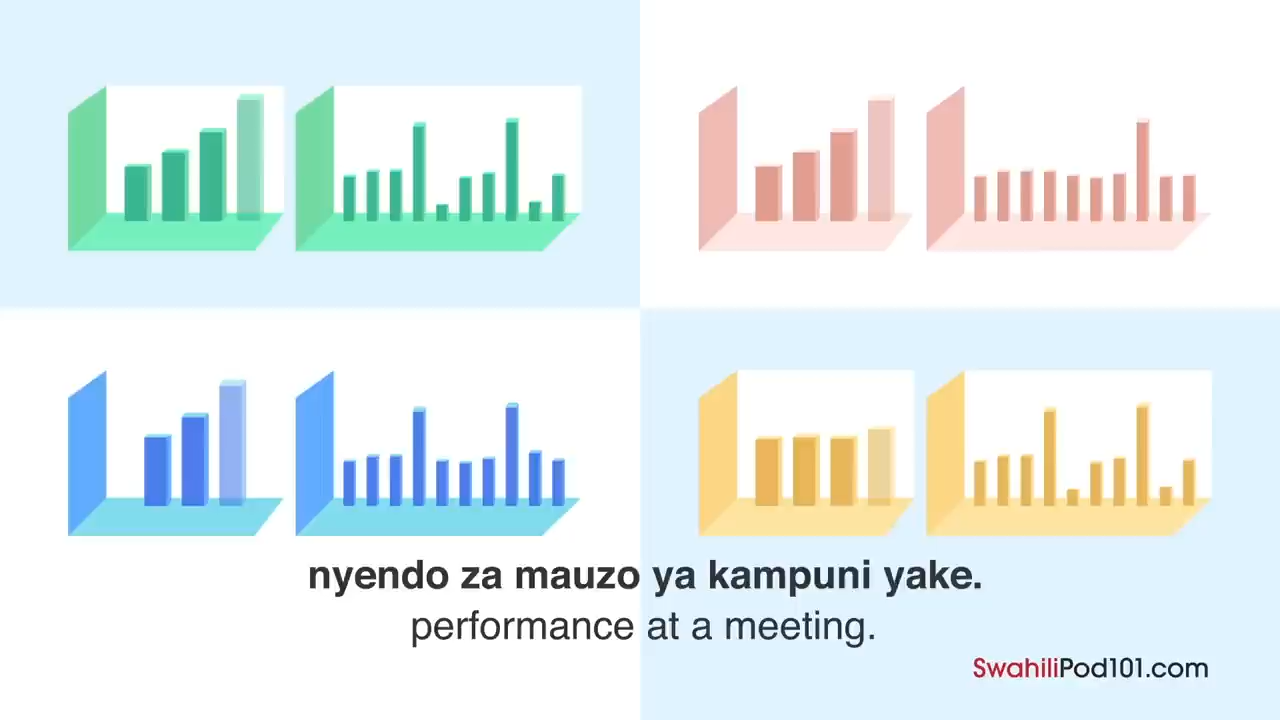 nyendo za mauzo ya kampuni yake.
performance at a meeting.
SwahiliPod101.com